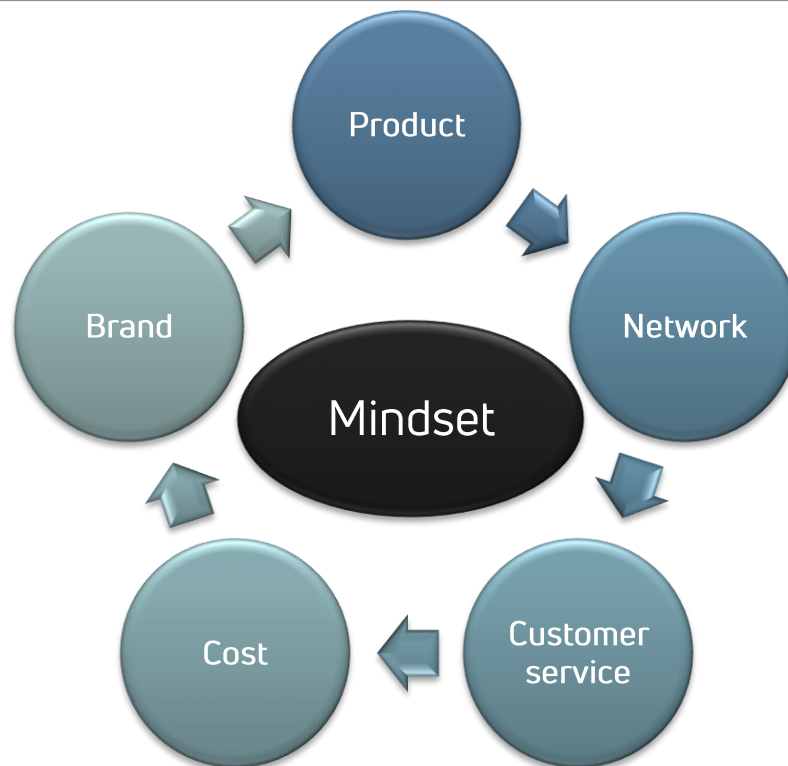 Product
Network
Customer
service
Cost
Brand
Mindset